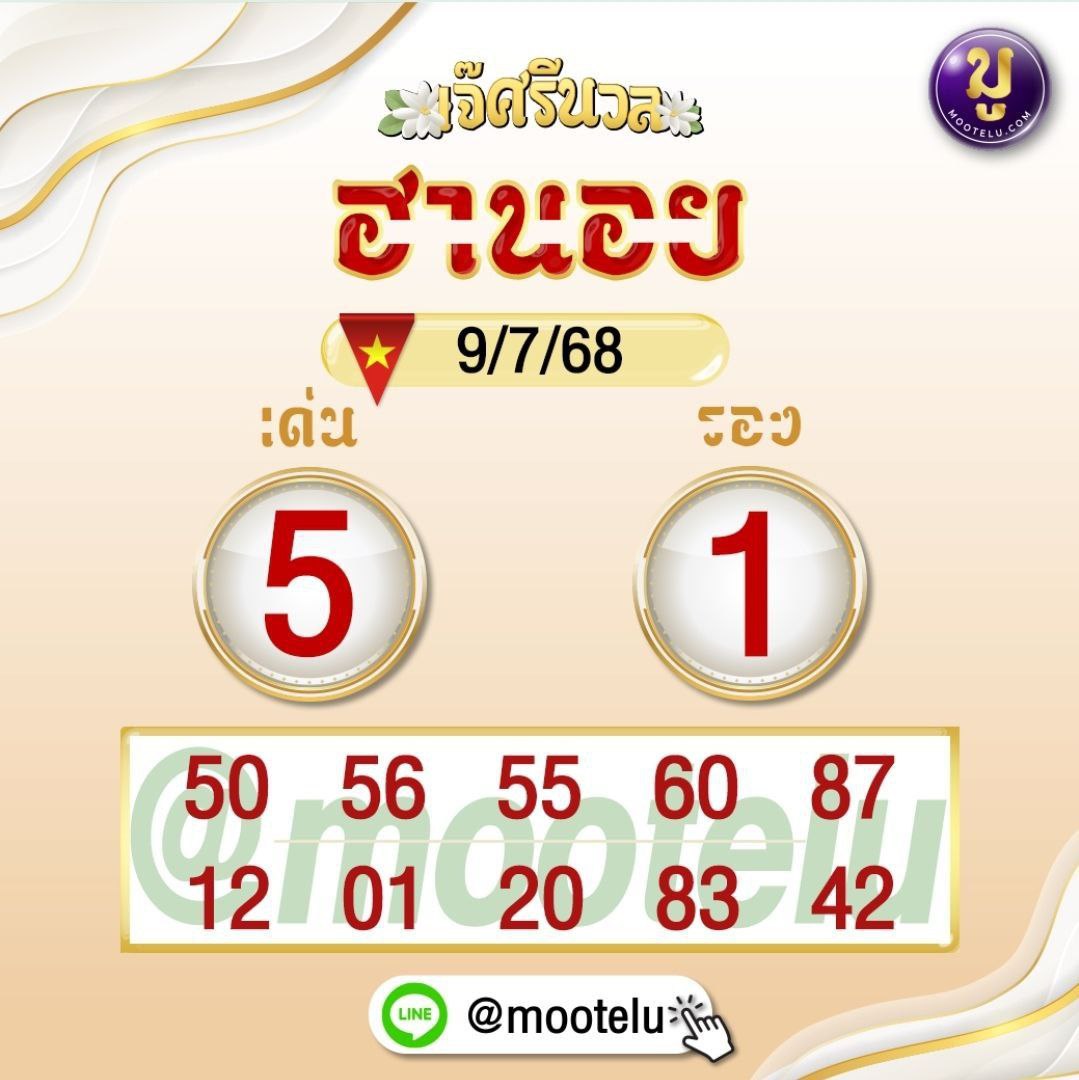 เจ๊ศรีนวล
มู
MOOTELU.COM
ฮานอย
9/7/68
เด่น รอง
5 1
@mootelu
50 56 55 60 87
12 01 20 83 42
LINE @mootelu